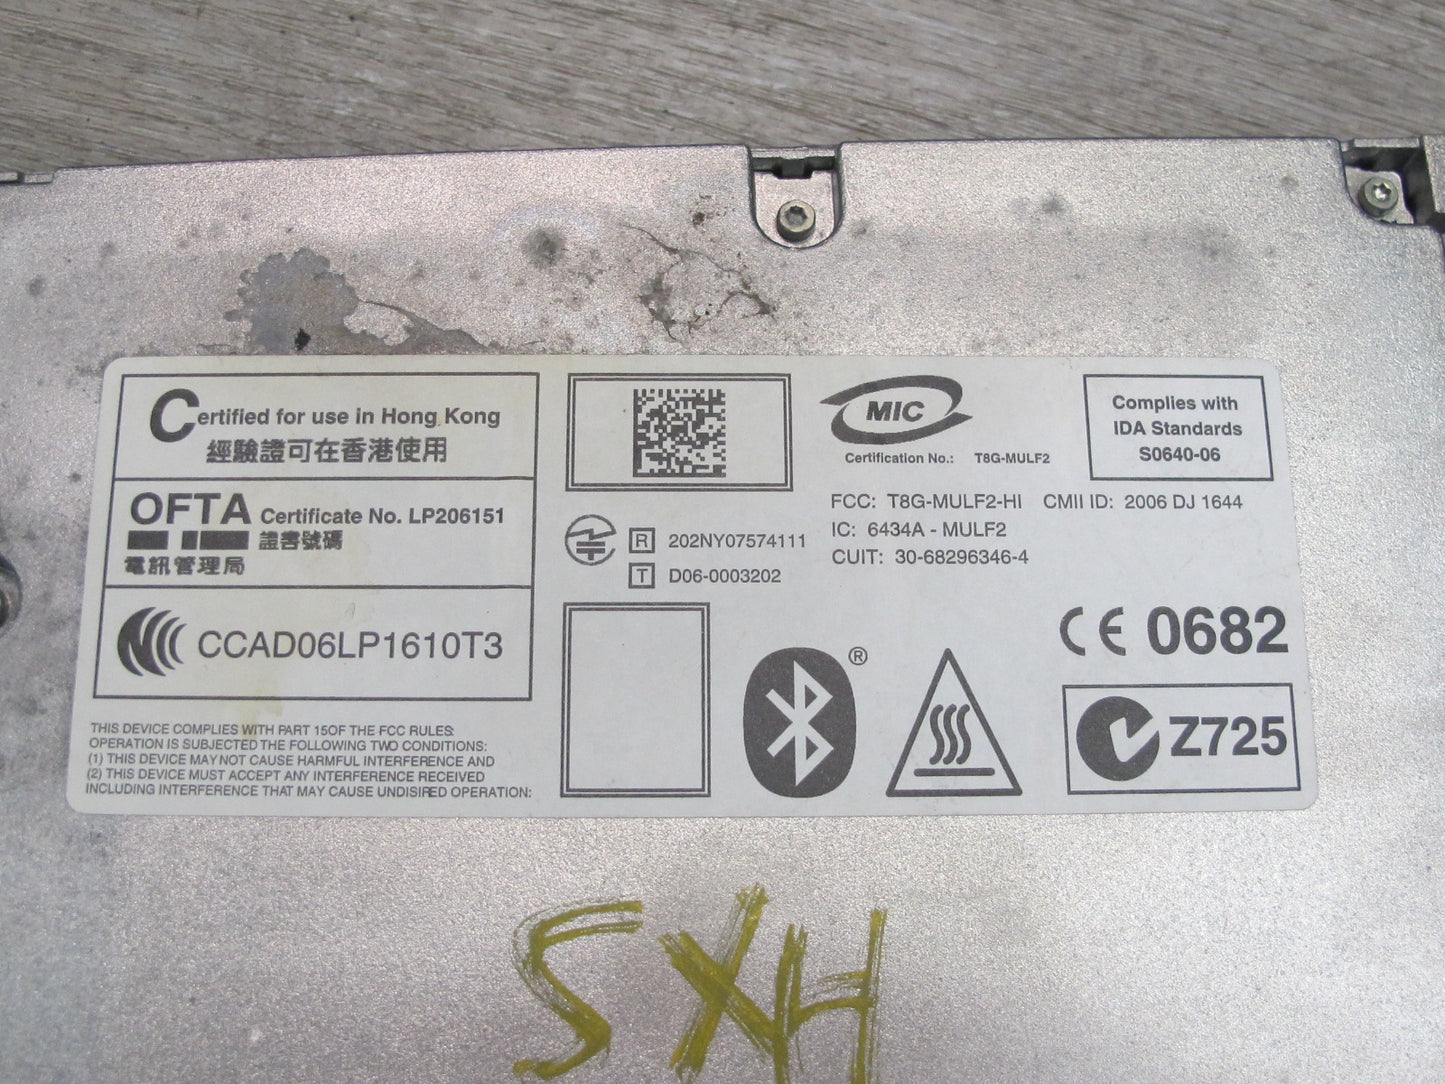 Certified for use in Hong Kong
經驗證可在香港使用
OFTA Certificate No. LP206151
證書號碼
電訊管理局
CCAD06LP1610T3
THIS DEVICE COMPLIES WITH PART 15OF THE FCC RULES:
OPERATION IS SUBJECTED THE FOLLOWING TWO CONDITIONS:
(1) THIS DEVICE MAY NOT CAUSE HARMFUL INTERFERENCE AND
(2) THIS DEVICE MUST ACCEPT ANY INTERFERENCE RECEIVED
INCLUDING INTERFERENCE THAT MAY CAUSE UNDISIRED OPERATION:
R 202NY07574111
T D06-0003202
MIC
Certification No.: T8G-MULF2
FCC: T8G-MULF2-HI CMII ID: 2006 DJ 1644
IC: 6434A - MULF2
CUIT: 30-68296346-4
Complies with
IDA Standards
S0640-06
CE 0682
®
Z725
SXH